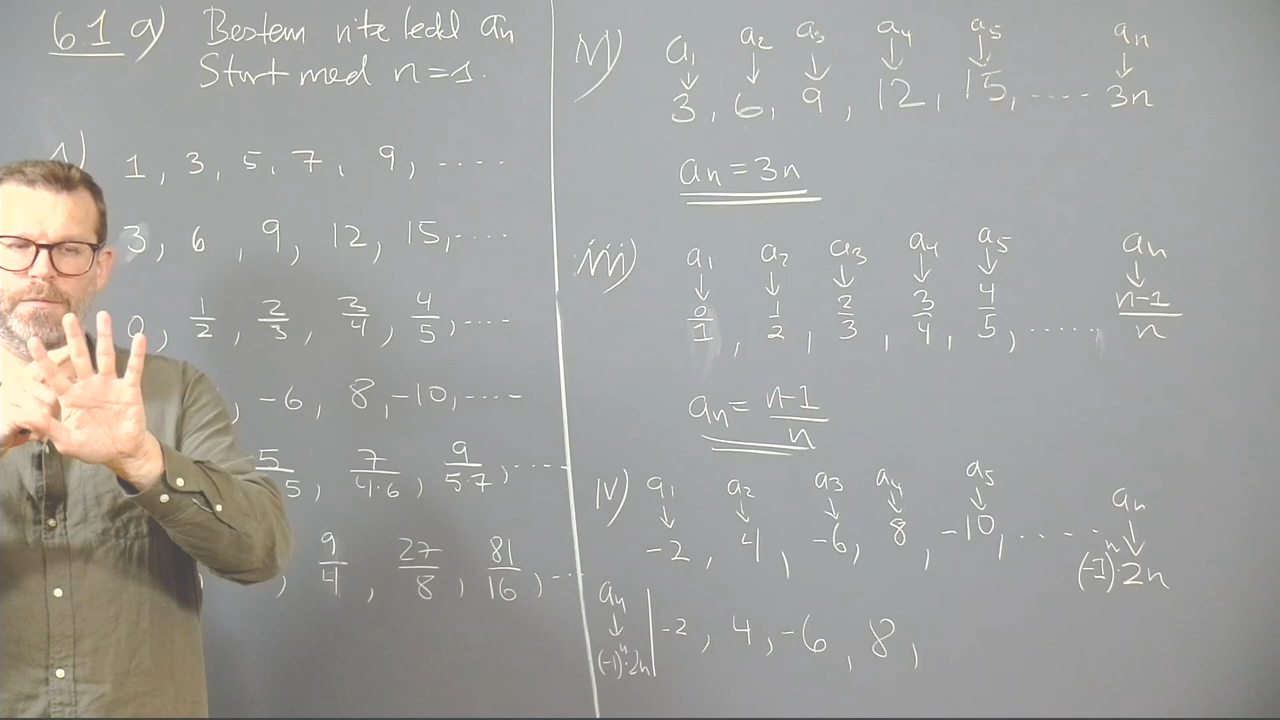 61 a) Bestem n'te ledd an
Start med n=1.
1, 3, 5, 7, 9, ....
3, 6, 9, 12, 15, ....
0, 1/2, 2/3, 3/4, 4/5, ....
, -6, 8, -10, ....
5/5, 7/4·6, 9/5·7, ....
, 9/4, 27/8, 81/16, ...
a1 a2 a3 a4 a5 an
↓ ↓ ↓ ↓ ↓ ↓
3, 6, 9, 12, 15, ..... 3n
an = 3n
iii) a1 a2 a3 a4 a5 an
↓ ↓ ↓ ↓ ↓ ↓
0/1, 1/2, 2/3, 3/4, 4/5, ......, n-1/n
an = n-1/n
IV) a1 a2 a3 a4 a5 an
↓ ↓ ↓ ↓ ↓ ↓
-2, 4, -6, 8, -10, ..... (-1)^n·2n
an
↓
(-1)^n·2n | -2, 4, -6, 8,